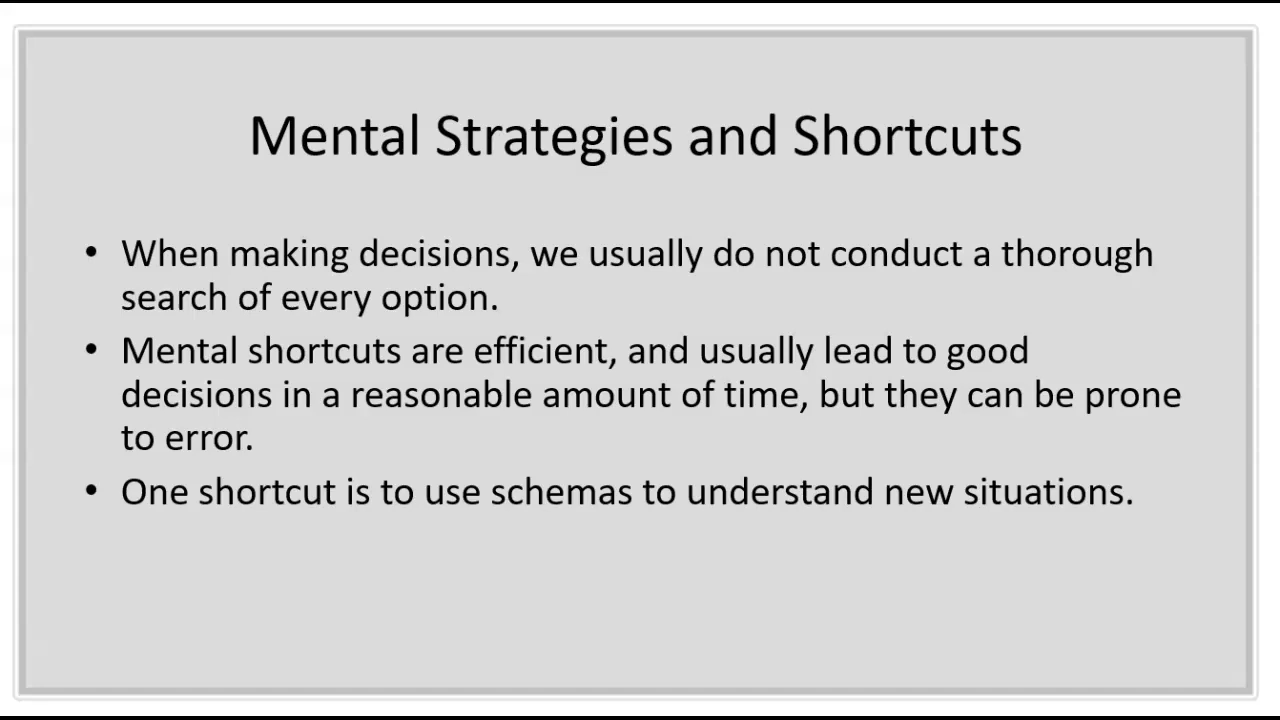 Mental Strategies and Shortcuts
• When making decisions, we usually do not conduct a thorough
search of every option.
• Mental shortcuts are efficient, and usually lead to good
decisions in a reasonable amount of time, but they can be prone
to error.
• One shortcut is to use schemas to understand new situations.